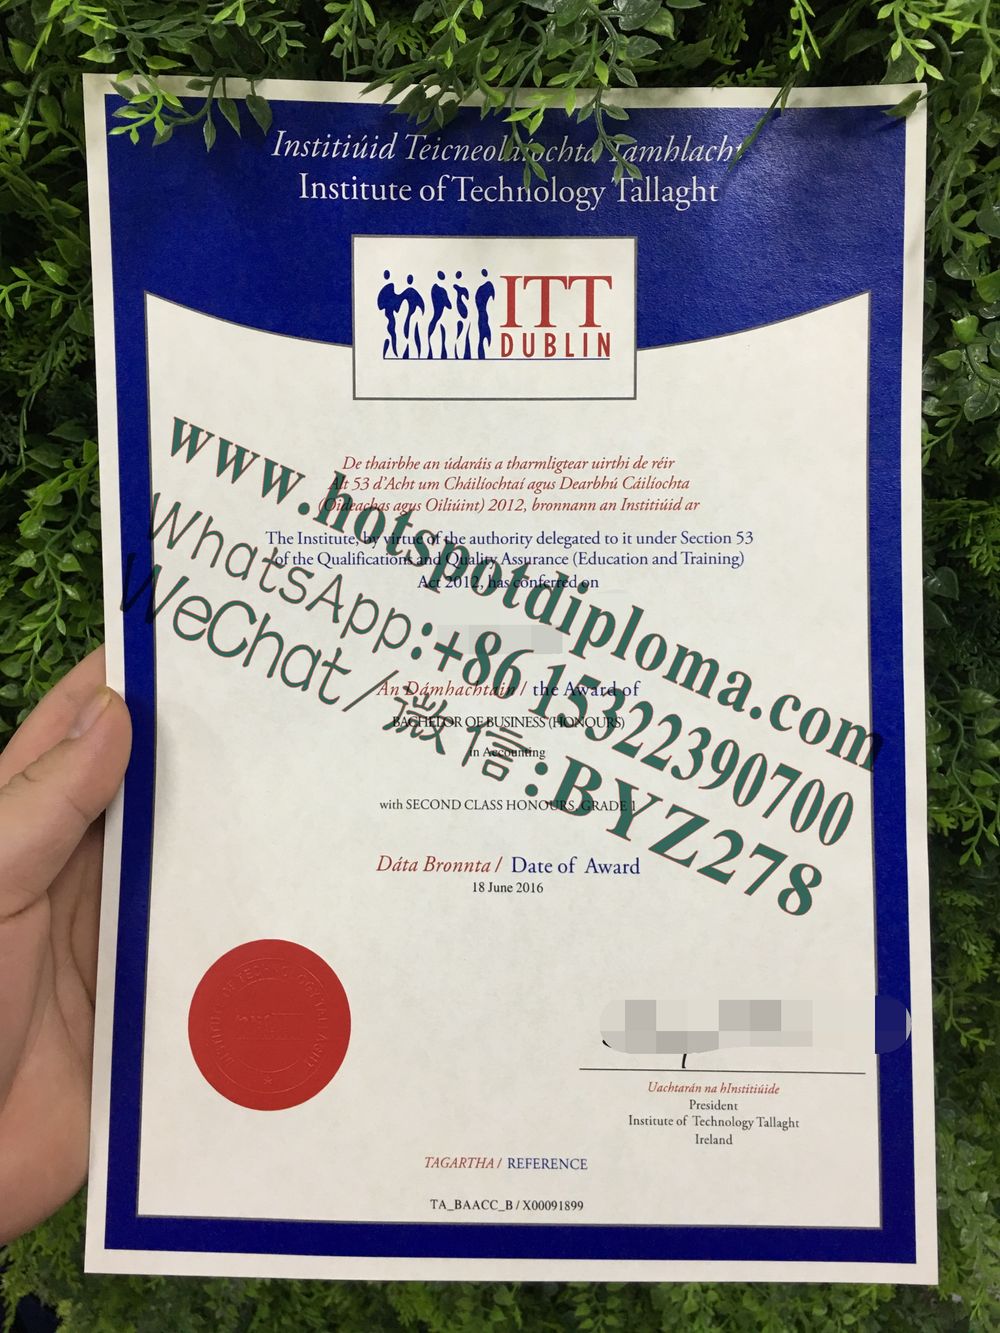 Institiúid Teicneolaíochta Tamhlacht
Institute of Technology Tallaght
ITT
DUBLIN
De thairbhe an údaráis a tharmligtear uirthi de réir
Alt 53 d'Acht um Cháilíochtaí agus Dearbhú Cáilíochta
(Oideachas agus Oiliúint) 2012, bronnann an Institiúid ar
The Institute, by virtue of the authority delegated to it under Section 53
of the Qualifications and Quality Assurance (Education and Training)
Act 2012, has conferred on
An Dámhachtain / the Award of
BACHELOR OF BUSINESS (HONOURS)
in Accounting
with SECOND CLASS HONOURS, GRADE 1
Dáta Bronnta / Date of Award
18 June 2016
www.hotspotdiploma.com
WhatsApp:+86 15322390700
WeChat/微信:BYZ278
INSTITUTE OF TECHNOLOGY TALLAGHT
Uachtarán na hInstitiúide
President
Institute of Technology Tallaght
Ireland
TAGARTHA / REFERENCE
TA_BAACC_B / X00091899